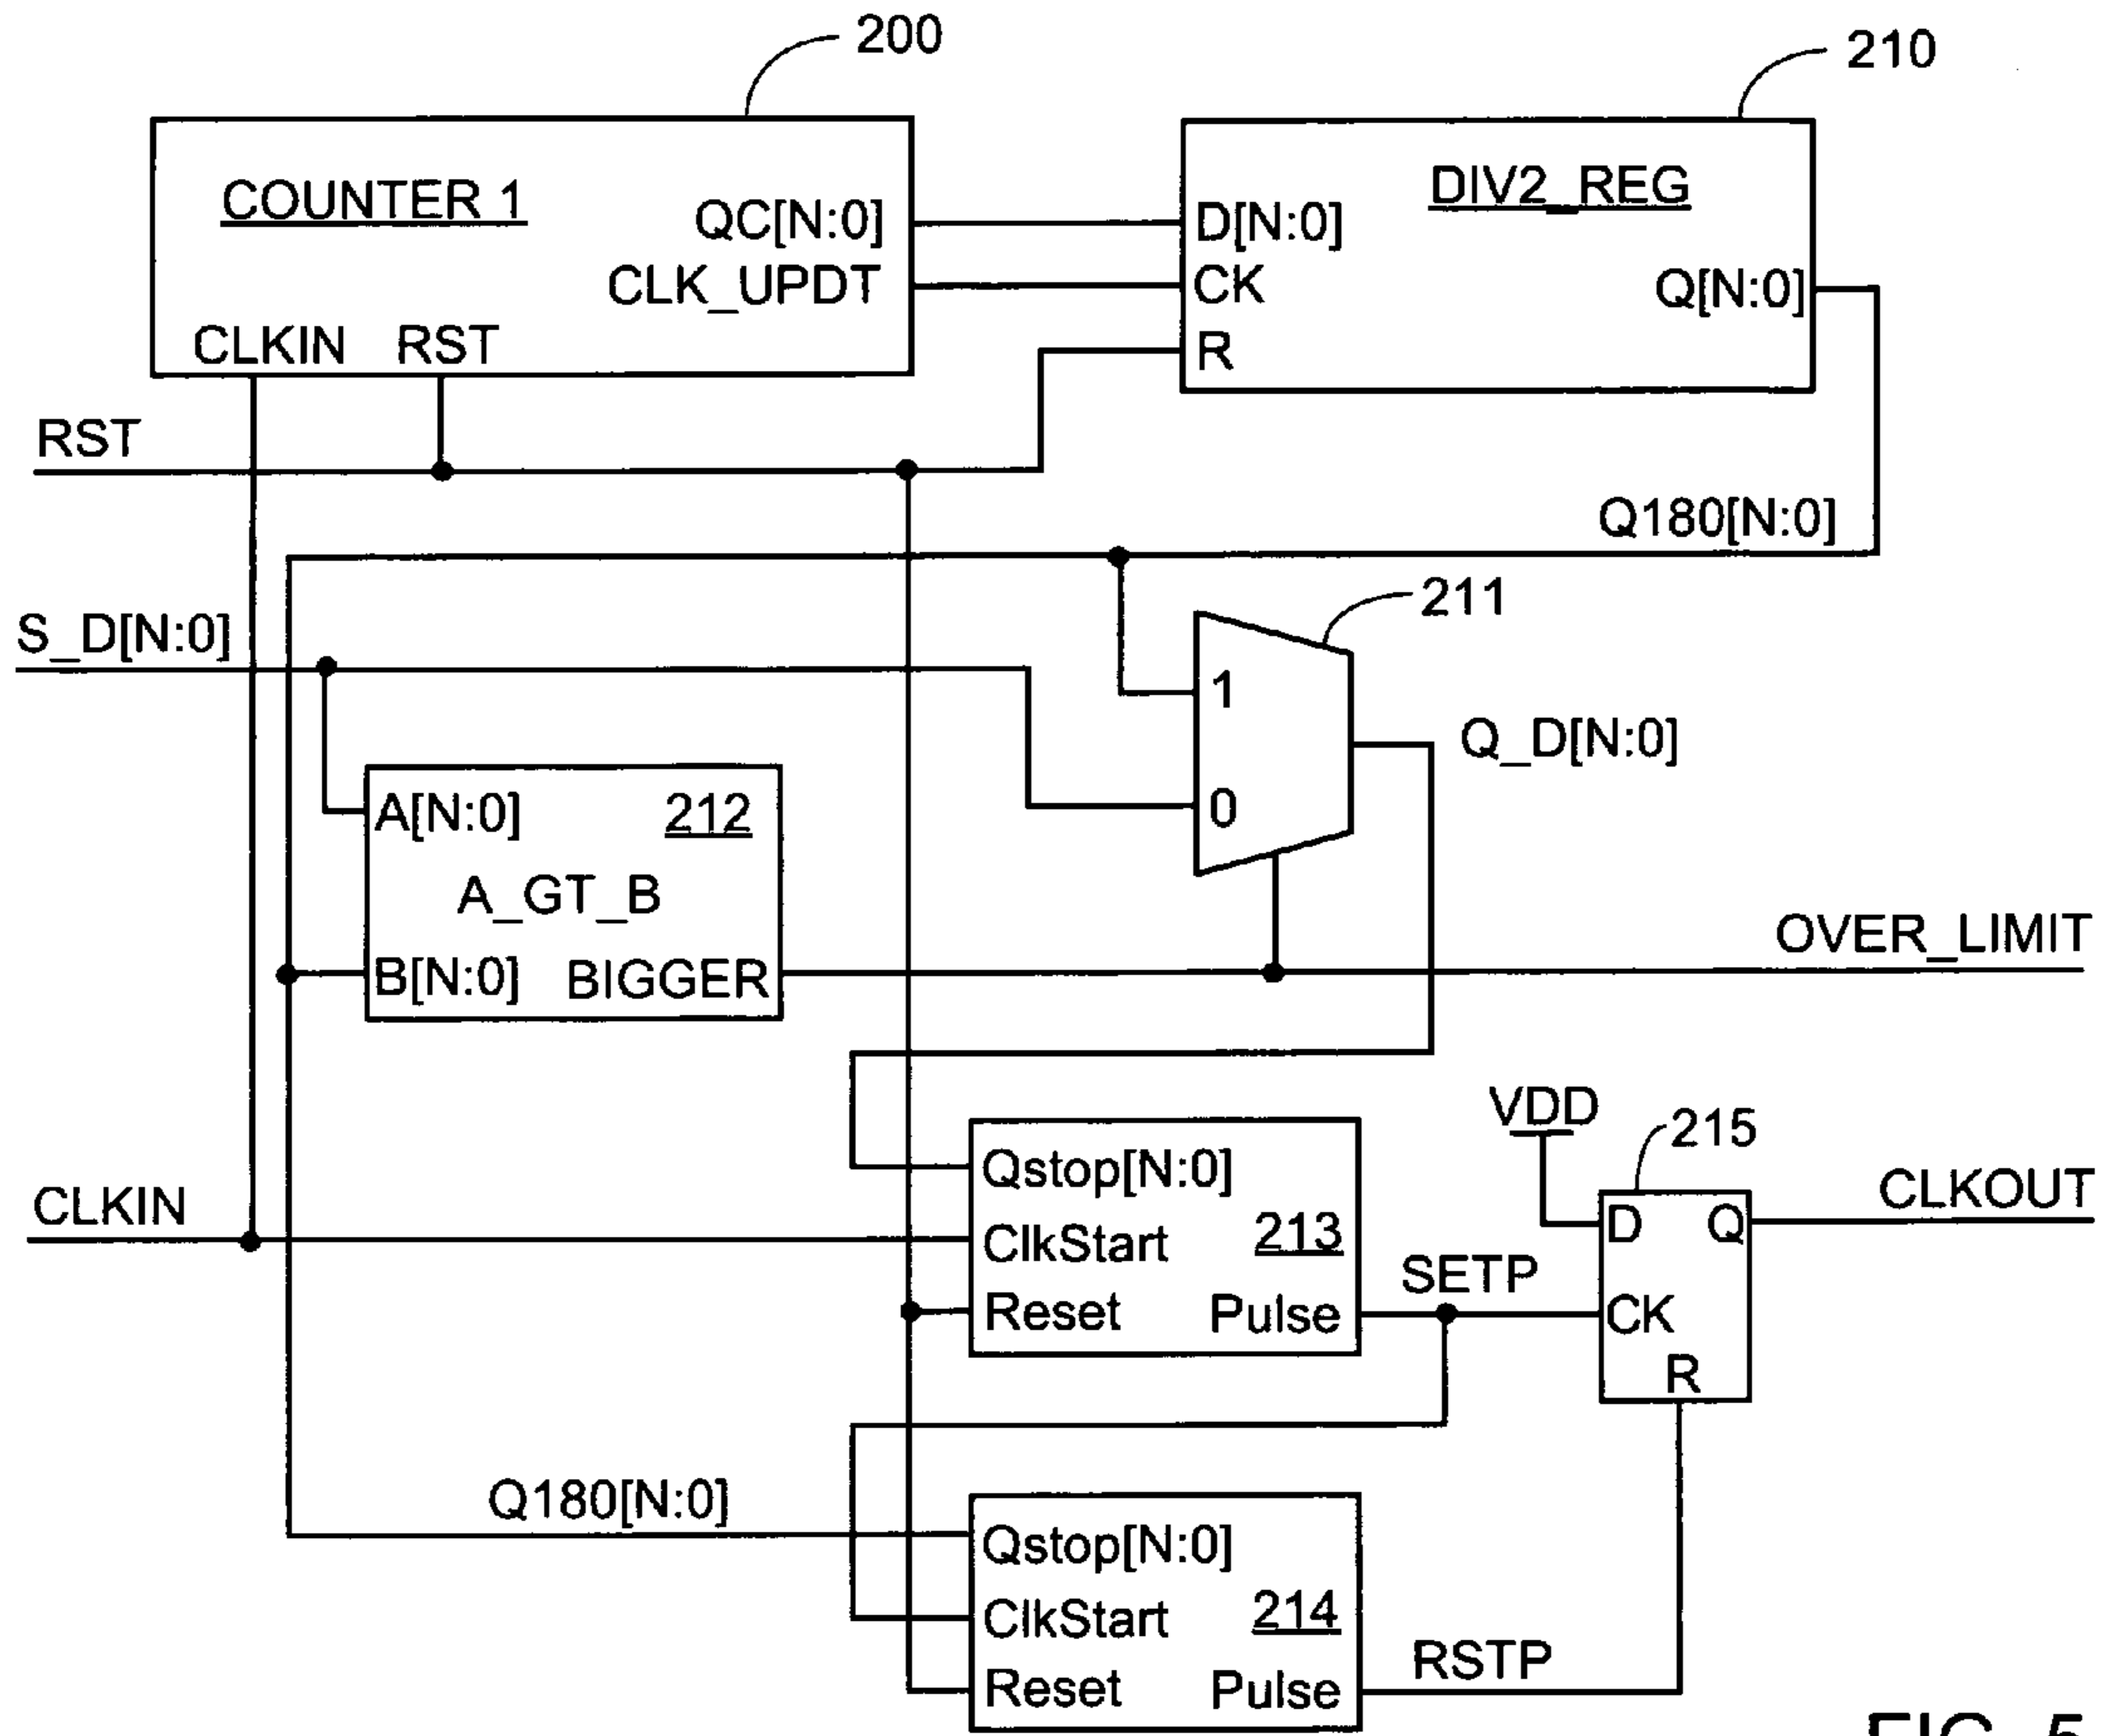 200
210
COUNTER 1
QC[N:0]
CLK_UPDT
CLKIN
RST
DIV2_REG
D[N:0]
CK
R
Q[N:0]
RST
Q180[N:0]
S_D[N:0]
211
1
0
Q_D[N:0]
A[N:0]
212
A_GT_B
B[N:0]
BIGGER
OVER_LIMIT
CLKIN
Qstop[N:0]
ClkStart
213
Reset
Pulse
SETP
VDD
215
D
Q
CK
R
CLKOUT
Q180[N:0]
Qstop[N:0]
ClkStart
214
Reset
Pulse
RSTP
FIG. 5